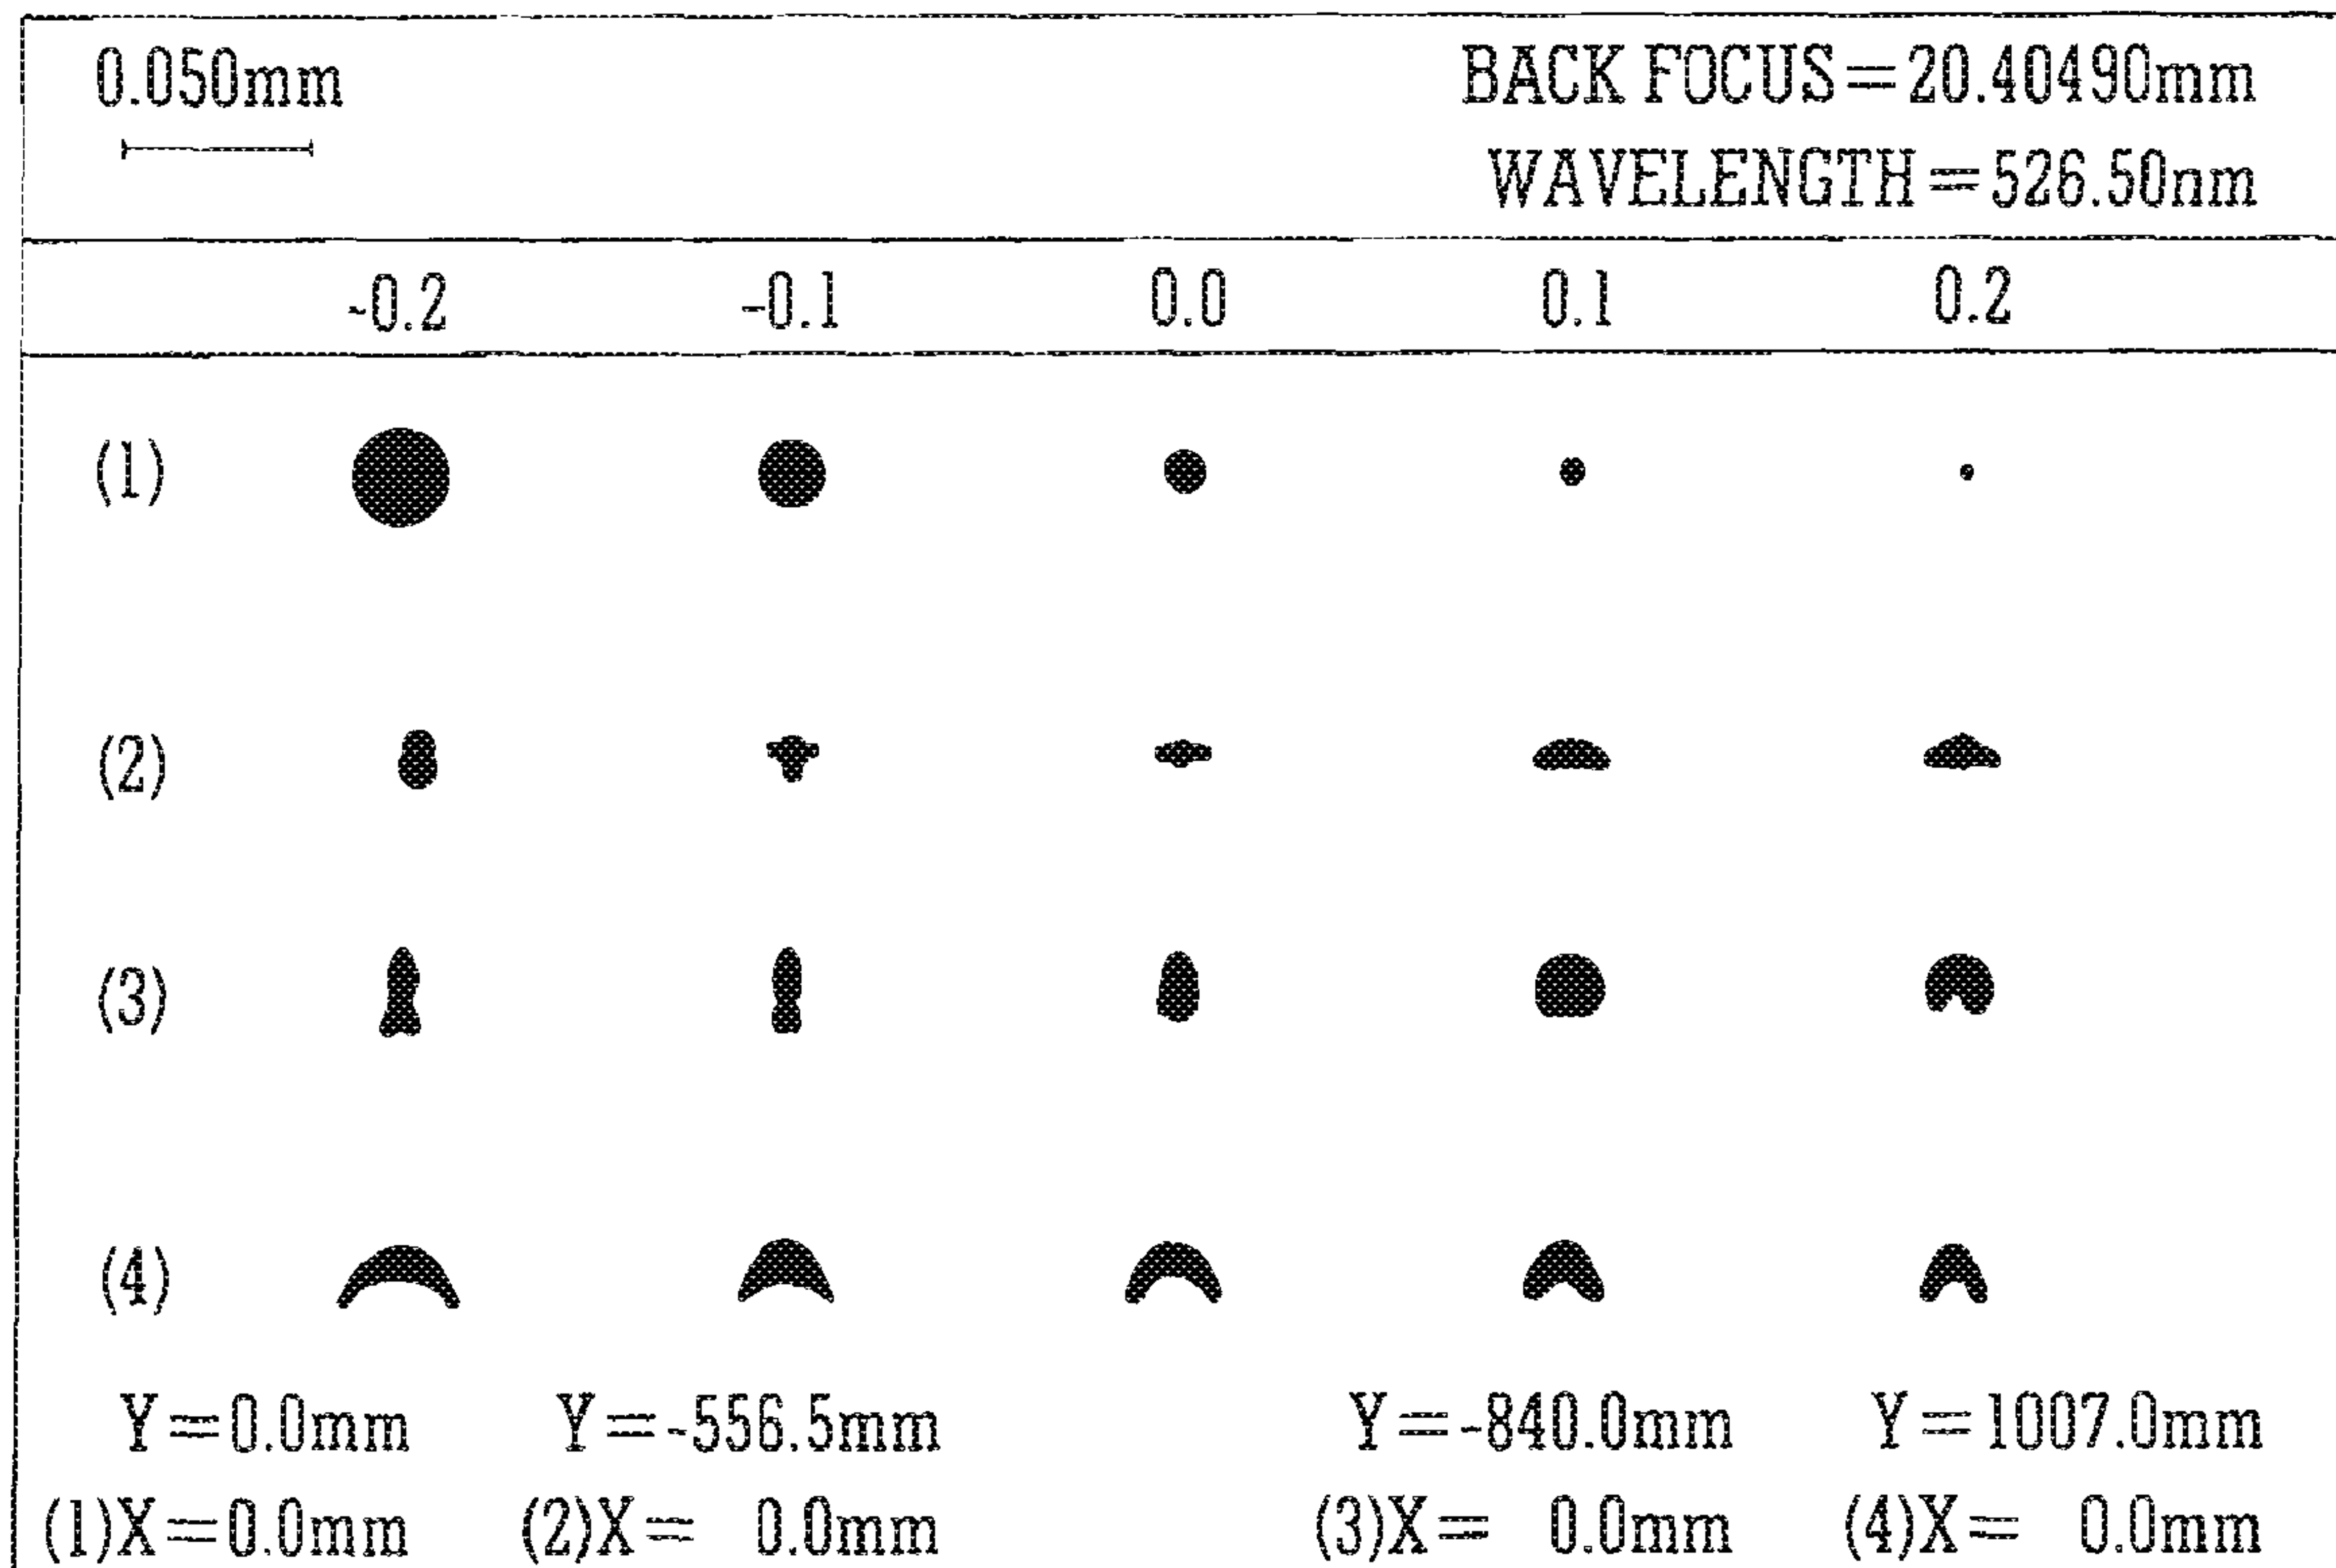 0.050mm
BACK FOCUS=20.40490mm
WAVELENGTH=526.50nm
-0.2 -0.1 0.0 0.1 0.2
(1)
(2)
(3)
(4)
Y=0.0mm Y=-556.5mm Y=-840.0mm Y=1007.0mm
(1)X=0.0mm (2)X= 0.0mm (3)X= 0.0mm (4)X= 0.0mm